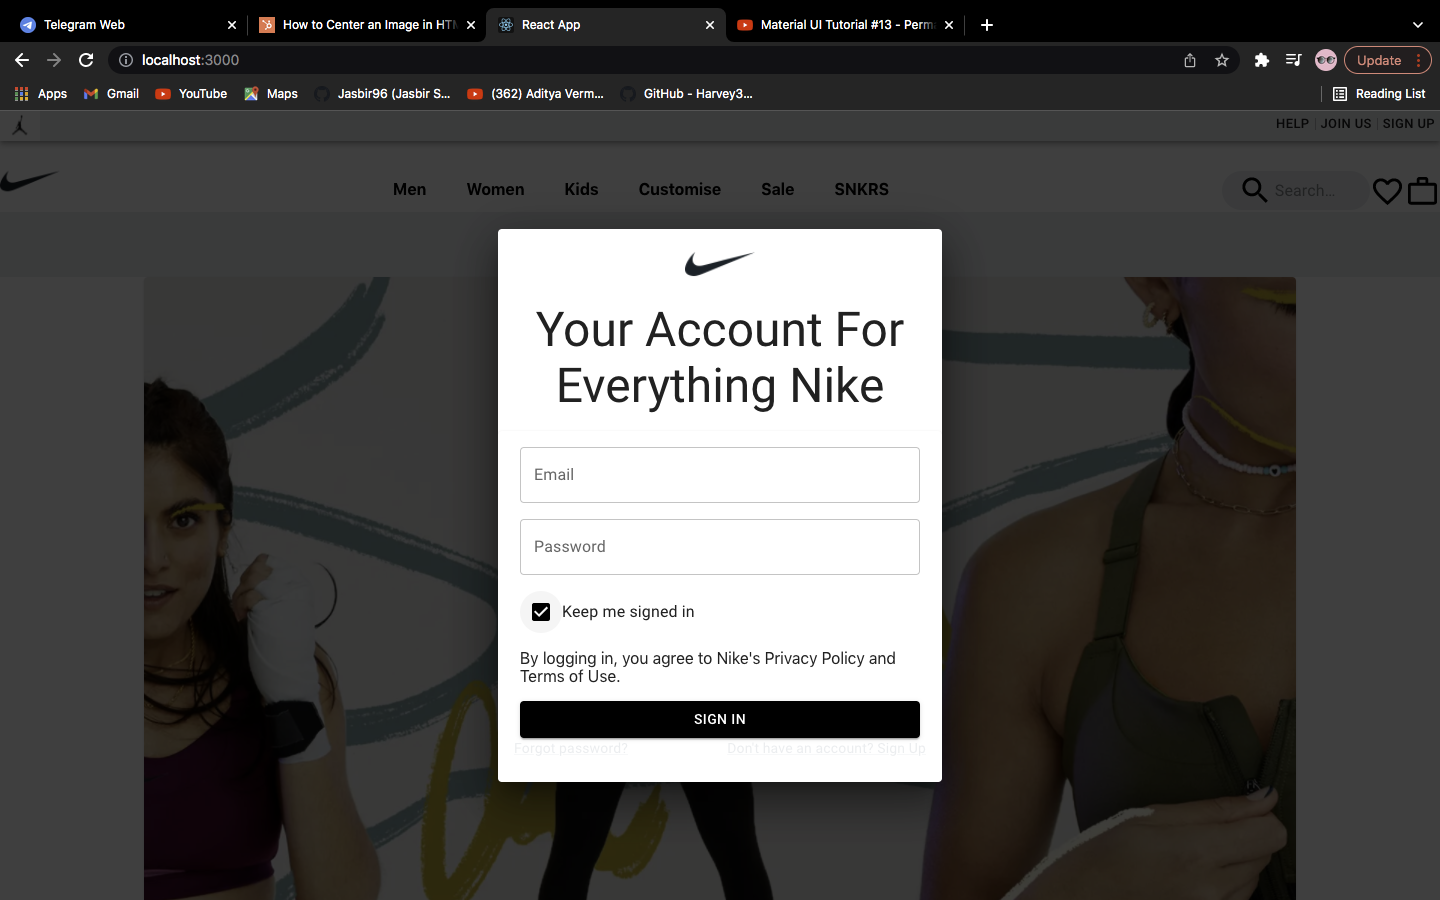 Telegram Web
How to Center an Image in HTM
React App
Material UI Tutorial #13 - Perm
localhost:3000
Update
Apps
Gmail
YouTube
Maps
Jasbir96 (Jasbir S...
(362) Aditya Verm...
GitHub - Harvey3...
Reading List
HELP | JOIN US | SIGN UP
Men
Women
Kids
Customise
Sale
SNKRS
Search...
Your Account For
Everything Nike
Email
Password
Keep me signed in
By logging in, you agree to Nike's Privacy Policy and
Terms of Use.
SIGN IN
Forgot password?
Don't have an account? Sign Up